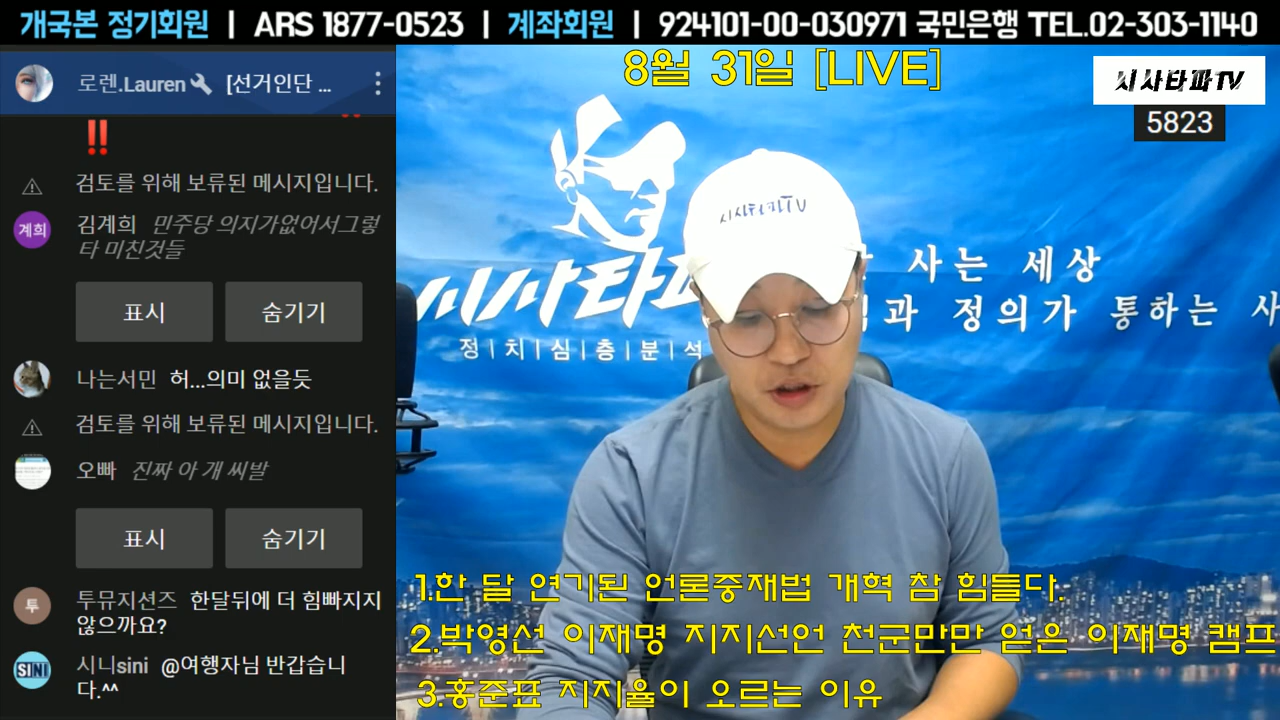 개국본 정기회원 | ARS 1877-0523 | 계좌회원 | 924101-00-030971 국민은행 TEL.02-303-1140
로렌.Lauren [선거인단 ...
‼
검토를 위해 보류된 메시지입니다.
계희
김계희 민주당 의지가없어서그렇
타 미친것들
표시 숨기기
나는서민 허...의미 없을듯
검토를 위해 보류된 메시지입니다.
오빠 진짜 아 개 씨발
표시 숨기기
투
투뮤지션즈 한달뒤에 더 힘빠지지
않으까요?
SINI
시니sini @여행자님 반갑습니
다.^^
8월 31일 [LIVE]
시사타파TV
5823
시사타파TV
시사타파
정|치|심|층|분|석
사는 세상
과 정의가 통하는 사
1.한 달 연기된 언론중재법 개혁 참 힘들다.
2.박영선 이재명 지지선언 천군만만 얻은 이재명 캠프
3.홍준표 지지율이 오르는 이유